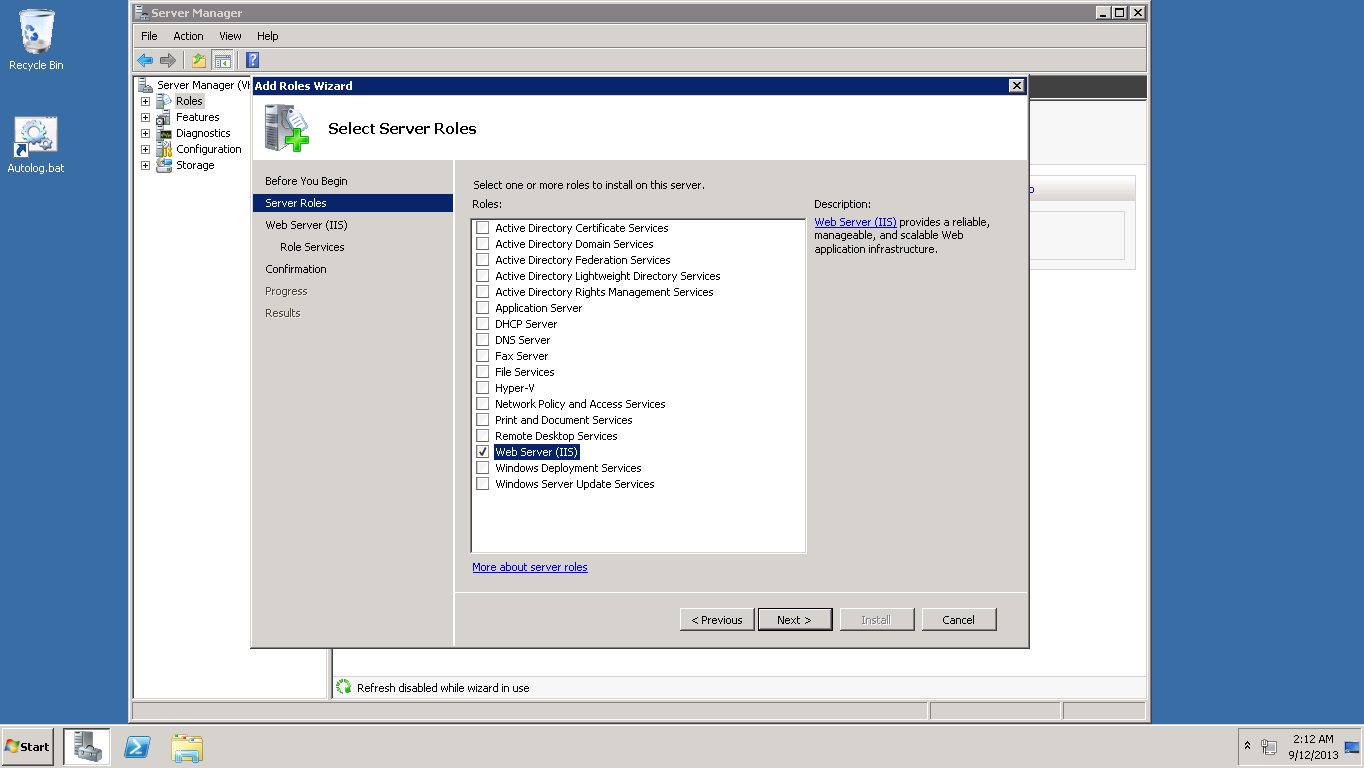 Recycle Bin
Autolog.bat
Server Manager
File Action View Help
Server Manager (VH
Roles
Features
Diagnostics
Configuration
Storage
Add Roles Wizard
Select Server Roles
Before You Begin
Server Roles
Web Server (IIS)
Role Services
Confirmation
Progress
Results
Select one or more roles to install on this server.
Roles:
Active Directory Certificate Services
Active Directory Domain Services
Active Directory Federation Services
Active Directory Lightweight Directory Services
Active Directory Rights Management Services
Application Server
DHCP Server
DNS Server
Fax Server
File Services
Hyper-V
Network Policy and Access Services
Print and Document Services
Remote Desktop Services
Web Server (IIS)
Windows Deployment Services
Windows Server Update Services
More about server roles
Description:
Web Server (IIS) provides a reliable,
manageable, and scalable Web
application infrastructure.
< Previous Next > Install Cancel
Refresh disabled while wizard in use
Start
2:12 AM
9/12/2013